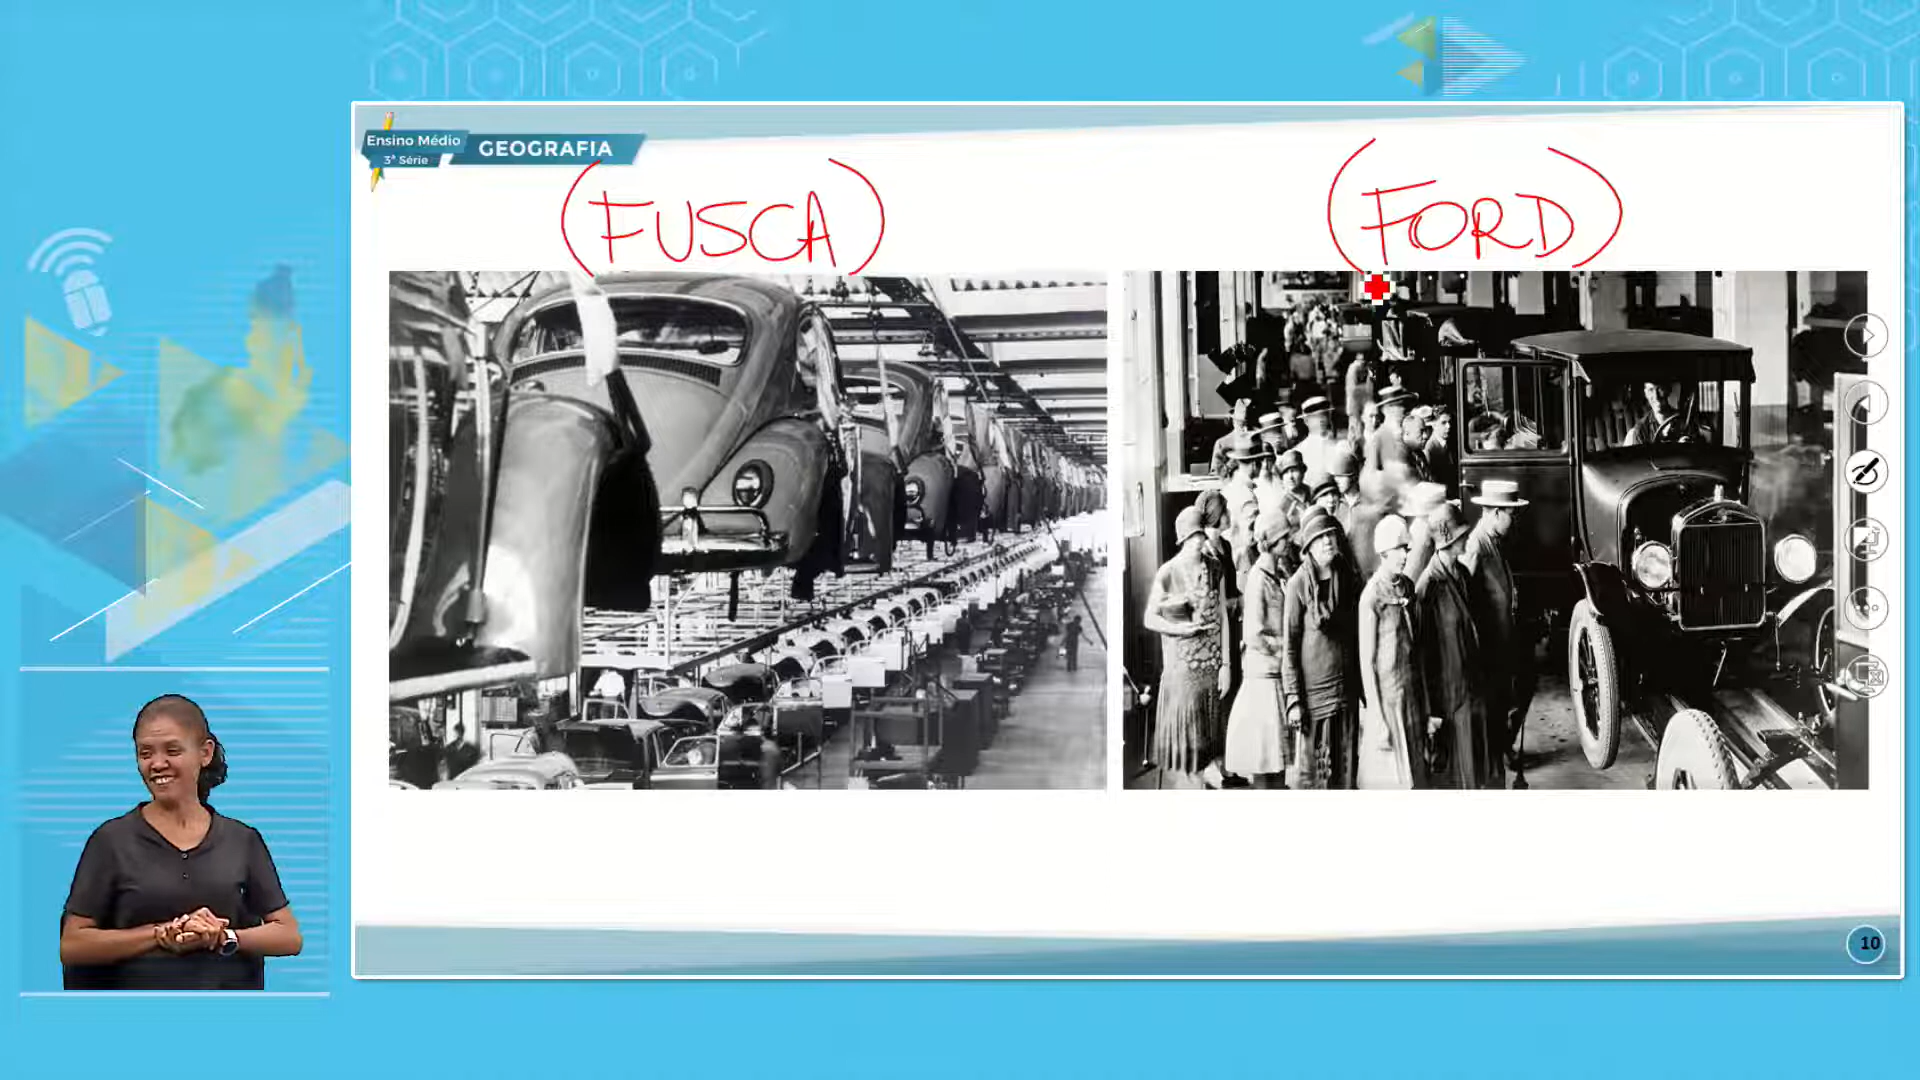 Ensino Médio
3ª Série
GEOGRAFIA
(FUSCA)
(FORD)
10